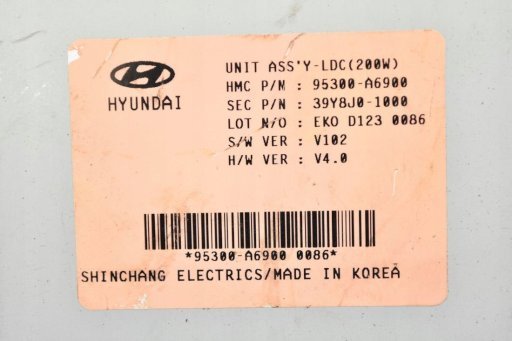 HYUNDAI
UNIT ASS'Y-LDC(200W)
HMC P/N : 95300-A6900
SEC P/N : 39Y8J0-1000
LOT N/O : EKO D123 0086
S/W VER : V102
H/W VER : V4.0
*95300-A6900 0086*
SHINCHANG ELECTRICS/MADE IN KOREA